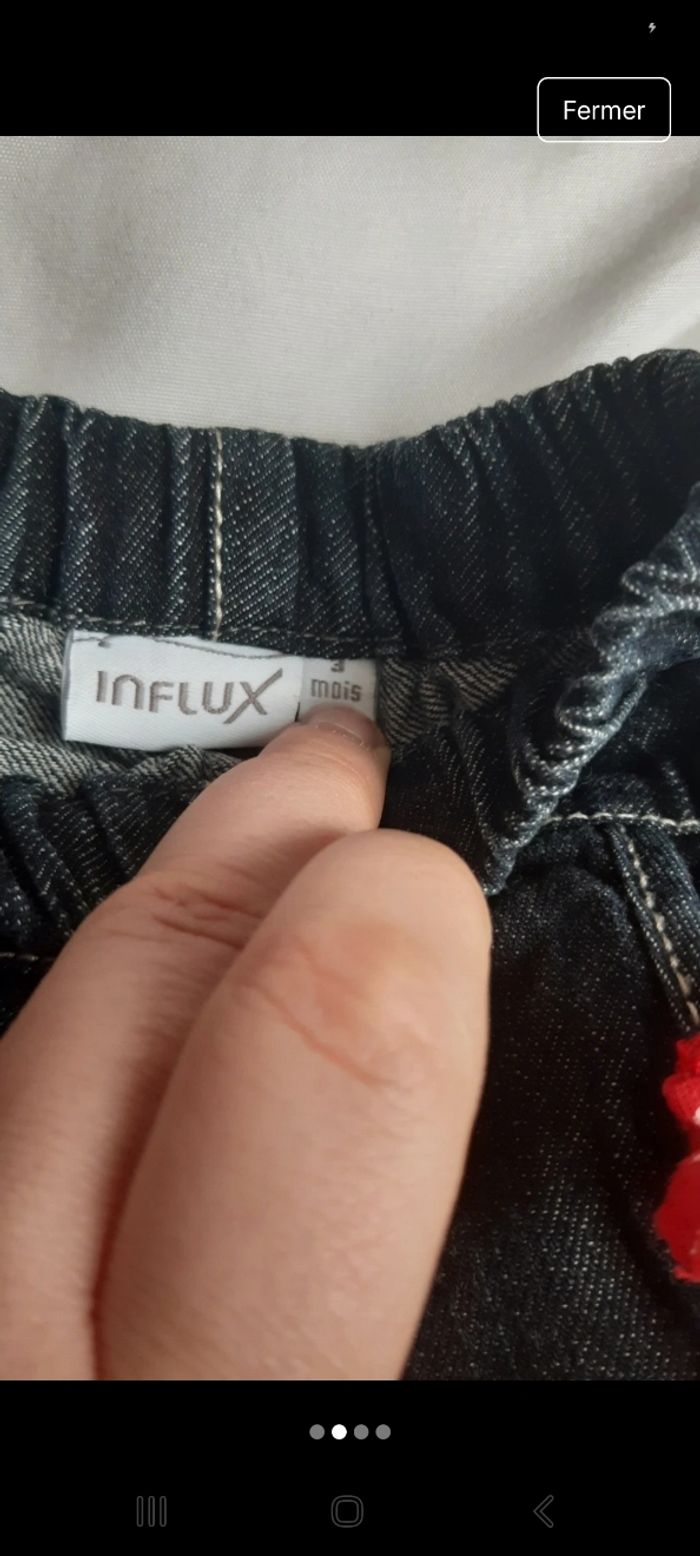 Fermer
INFLUX
3
mois